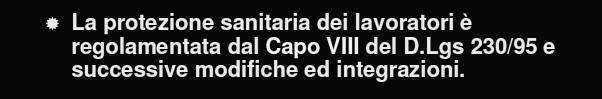 La protezione sanitaria dei lavoratori è
regolamentata dal Capo VIII del D.Lgs 230/95 e
successive modifiche ed integrazioni.